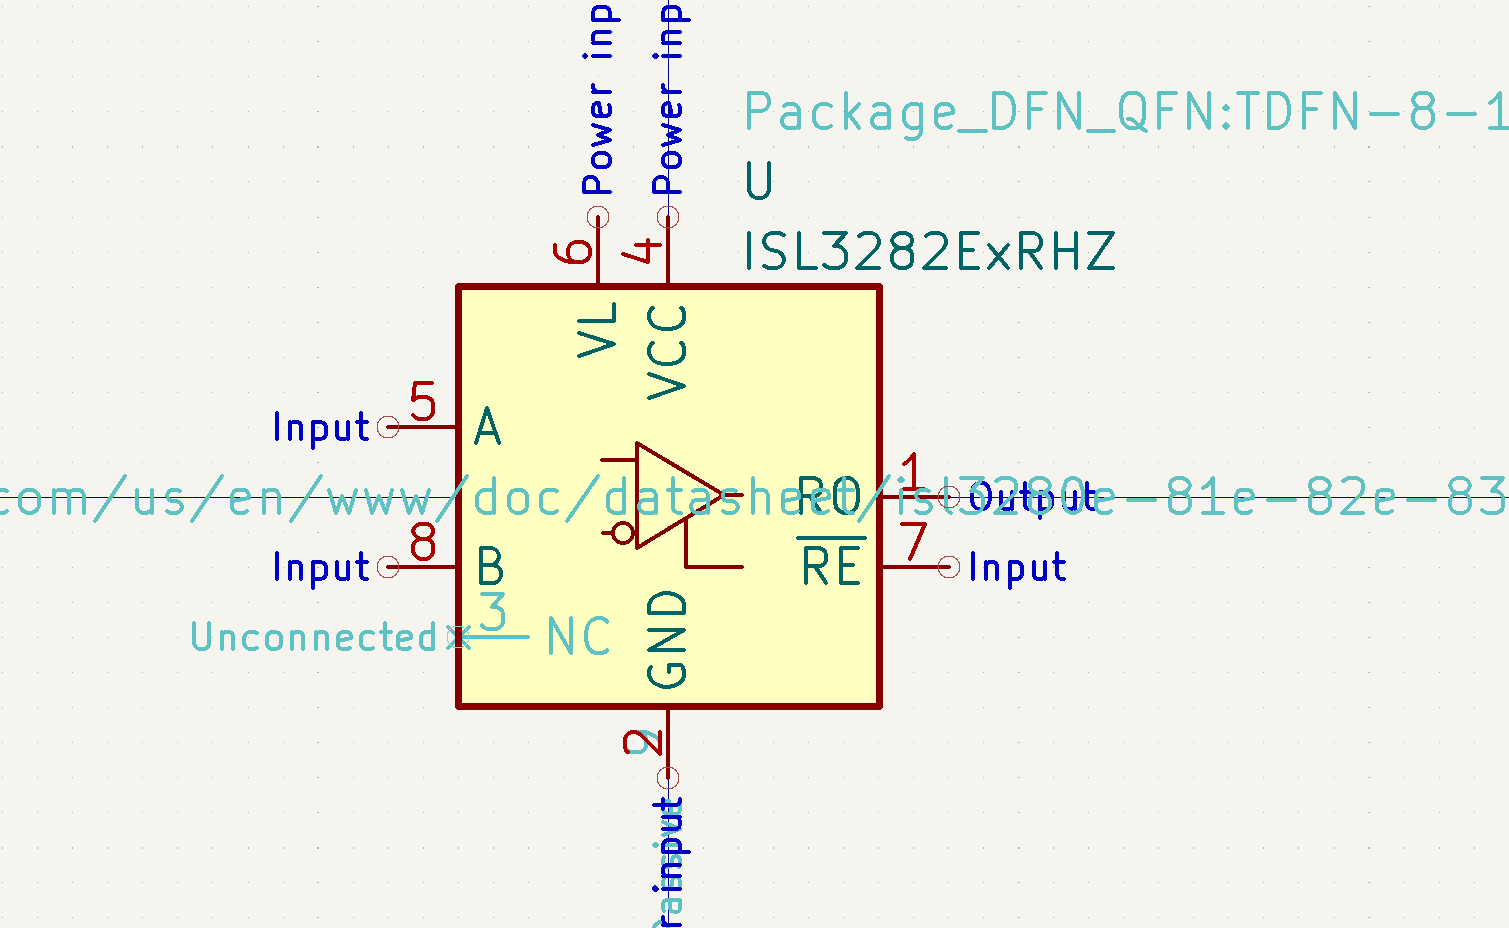 Power inp
Power inp
Package_DFN_QFN:TDFN-8-1
U
ISL3282ExRHZ
6
4
VL
VCC
5
Input
A
1
RO
Output
com/us/en/www/doc/datasheet/isl3280e-81e-82e-83
8
Input
B
7
RE
Input
3
Unconnected
NC
GND
2
r input